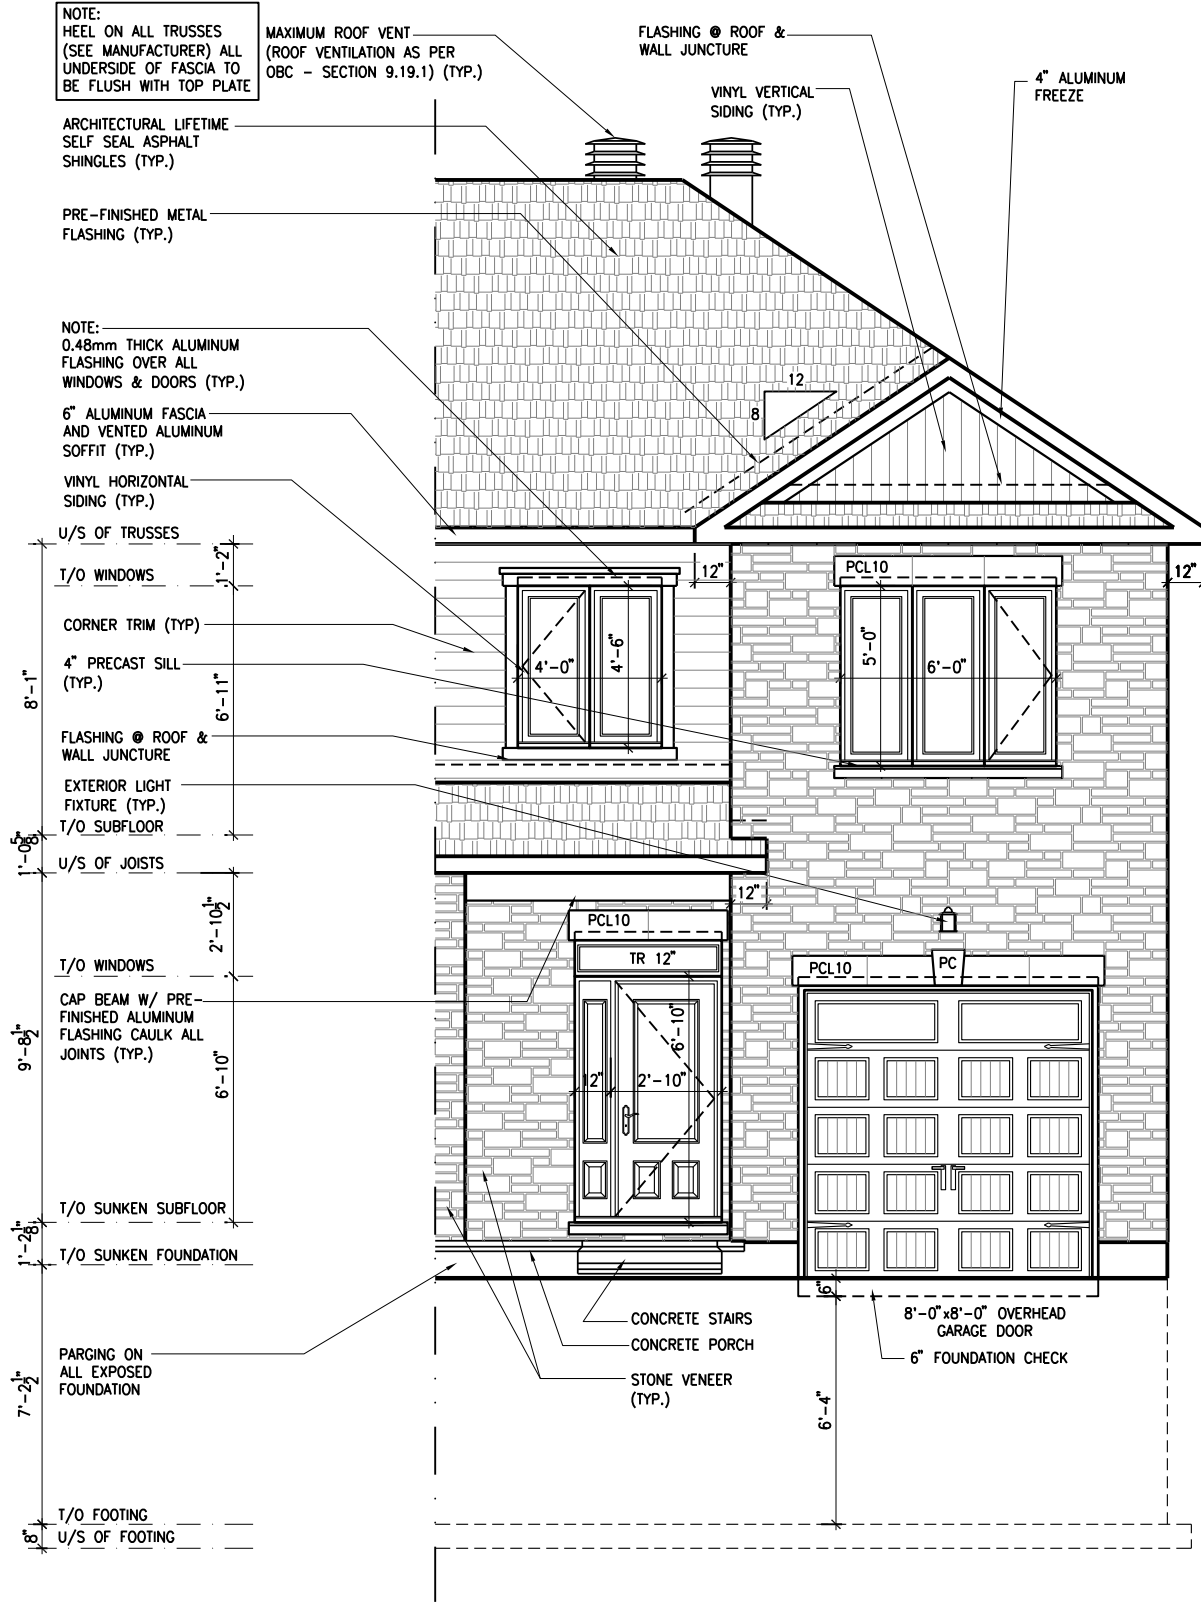 NOTE:
HEEL ON ALL TRUSSES
(SEE MANUFACTURER) ALL
UNDERSIDE OF FASCIA TO
BE FLUSH WITH TOP PLATE
MAXIMUM ROOF VENT
(ROOF VENTILATION AS PER
OBC - SECTION 9.19.1) (TYP.)
FLASHING @ ROOF &
WALL JUNCTURE
VINYL VERTICAL
SIDING (TYP.)
4" ALUMINUM
FREEZE
ARCHITECTURAL LIFETIME
SELF SEAL ASPHALT
SHINGLES (TYP.)
PRE-FINISHED METAL
FLASHING (TYP.)
NOTE:
0.48mm THICK ALUMINUM
FLASHING OVER ALL
WINDOWS & DOORS (TYP.)
12
8
6" ALUMINUM FASCIA
AND VENTED ALUMINUM
SOFFIT (TYP.)
VINYL HORIZONTAL
SIDING (TYP.)
U/S OF TRUSSES
1'-2"
T/O WINDOWS
12"
PCL10
12"
CORNER TRIM (TYP)
4" PRECAST SILL
(TYP.)
8'-1"
6'-11"
4'-0"
4'-6"
5'-0"
6'-0"
FLASHING @ ROOF &
WALL JUNCTURE
EXTERIOR LIGHT
FIXTURE (TYP.)
T/O SUBFLOOR
1'-0 5/8"
U/S OF JOISTS
2'-10 1/2"
12"
PCL10
TR 12"
PCL10
PC
T/O WINDOWS
CAP BEAM W/ PRE-
FINISHED ALUMINUM
FLASHING CAULK ALL
JOINTS (TYP.)
9'-8 1/2"
6'-10"
6'-10"
12"
2'-10"
T/O SUNKEN SUBFLOOR
1'-2 1/8"
T/O SUNKEN FOUNDATION
6"
CONCRETE STAIRS
CONCRETE PORCH
STONE VENEER
(TYP.)
8'-0"x8'-0" OVERHEAD
GARAGE DOOR
6" FOUNDATION CHECK
PARGING ON
ALL EXPOSED
FOUNDATION
7'-2 1/2"
6'-4"
T/O FOOTING
8"
U/S OF FOOTING